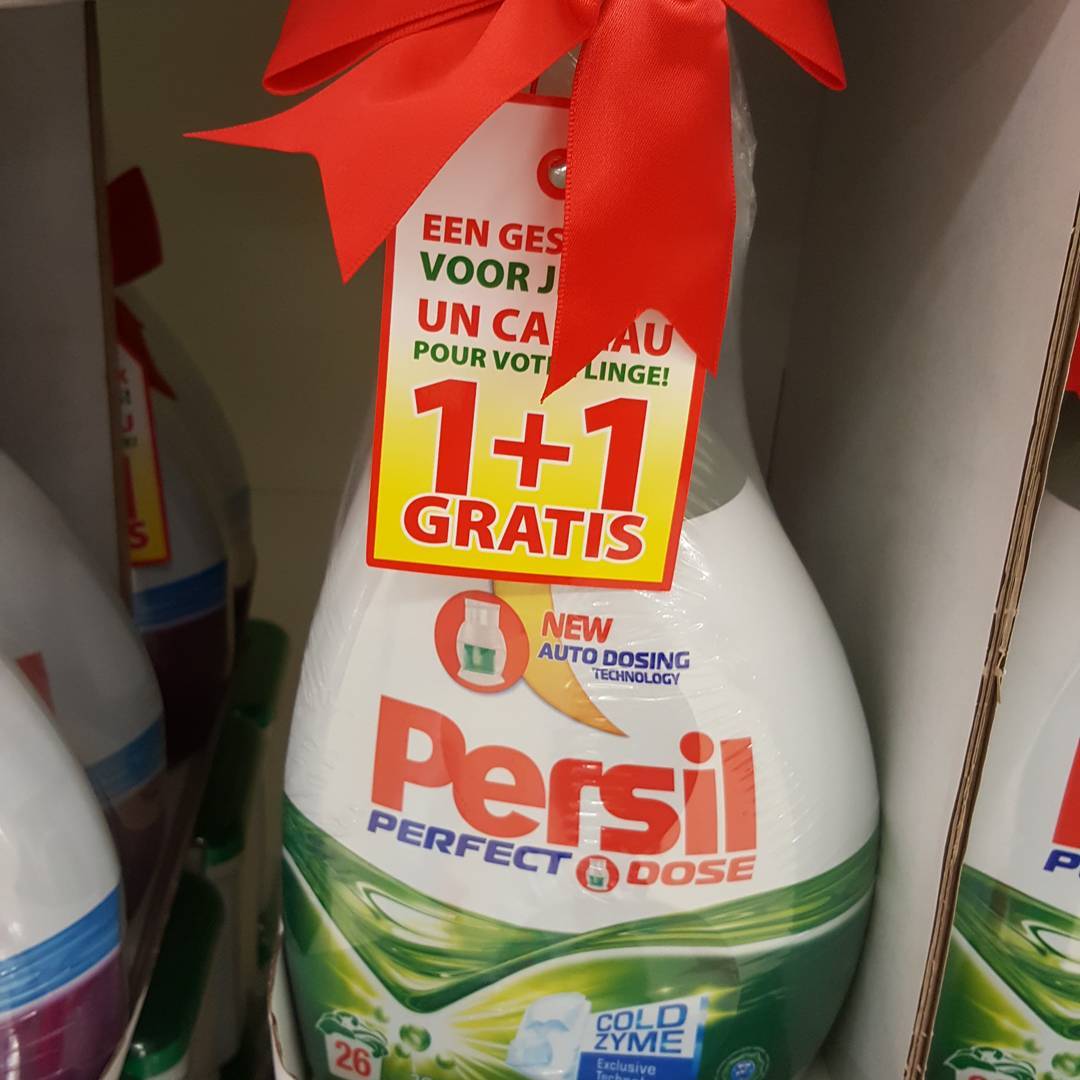 EEN GES
VOOR J
UN CA AU
POUR VOT LINGE!
1+1
GRATIS
NEW
AUTO DOSING
TECHNOLOGY
Persil
PERFECT DOSE
26
COLD
ZYME
Exclusive